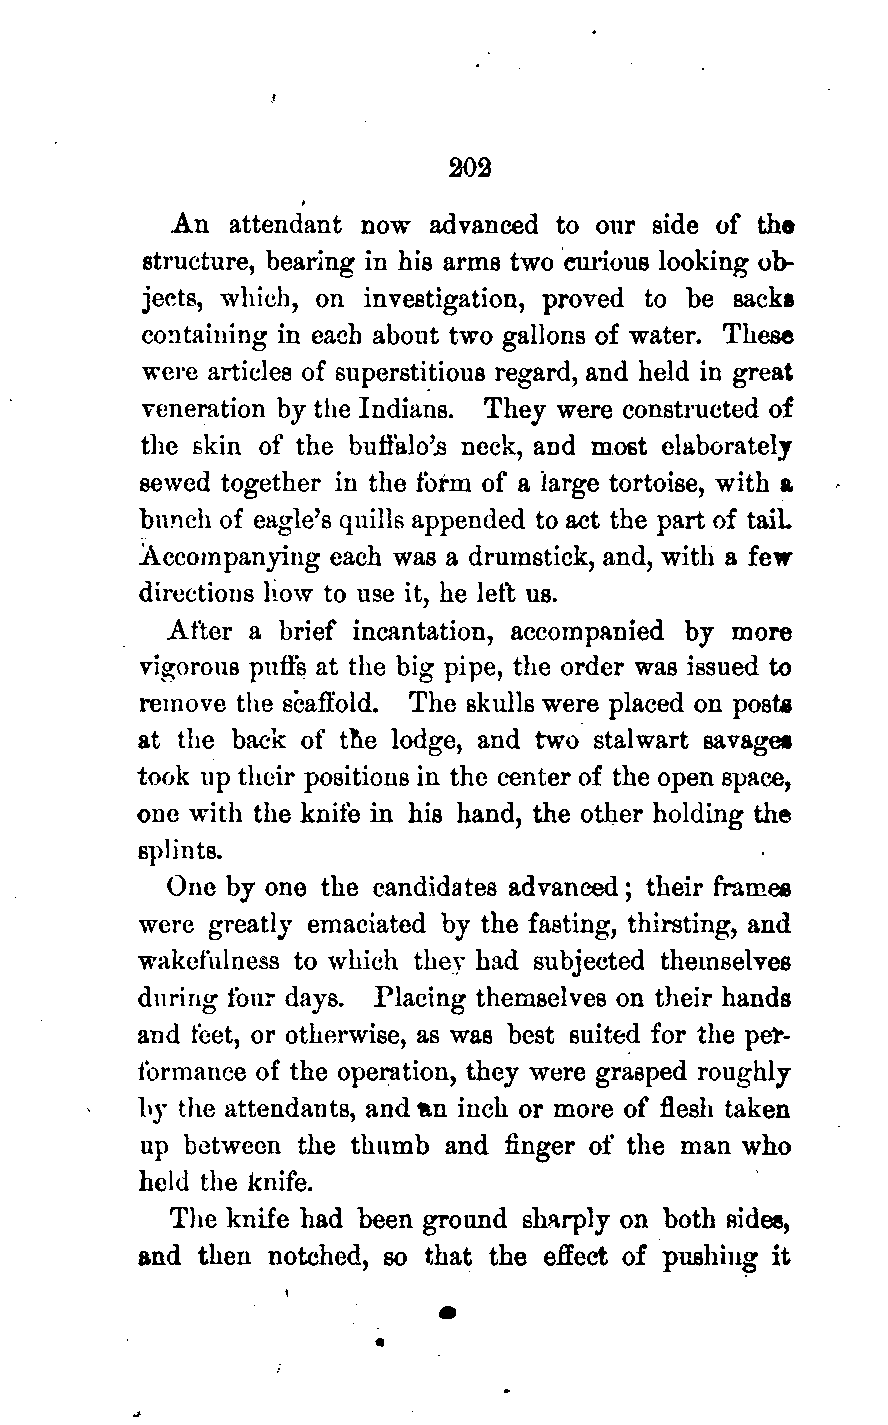 202
An attendant now advanced to our side of the
structure, bearing in his arms two curious looking ob-
jects, which, on investigation, proved to be sacks
containing in each about two gallons of water. These
were articles of superstitious regard, and held in great
veneration by the Indians. They were constructed of
the skin of the buffalo's neck, and most elaborately
sewed together in the form of a large tortoise, with a
bunch of eagle's quills appended to act the part of tail.
Accompanying each was a drumstick, and, with a few
directions how to use it, he left us.
After a brief incantation, accompanied by more
vigorous puffs at the big pipe, the order was issued to
remove the scaffold. The skulls were placed on posts
at the back of the lodge, and two stalwart savages
took up their positions in the center of the open space,
one with the knife in his hand, the other holding the
splints.
One by one the candidates advanced; their frames
were greatly emaciated by the fasting, thirsting, and
wakefulness to which they had subjected themselves
during four days. Placing themselves on their hands
and feet, or otherwise, as was best suited for the per-
formance of the operation, they were grasped roughly
by the attendants, and an inch or more of flesh taken
up between the thumb and finger of the man who
held the knife.
The knife had been ground sharply on both sides,
and then notched, so that the effect of pushing it